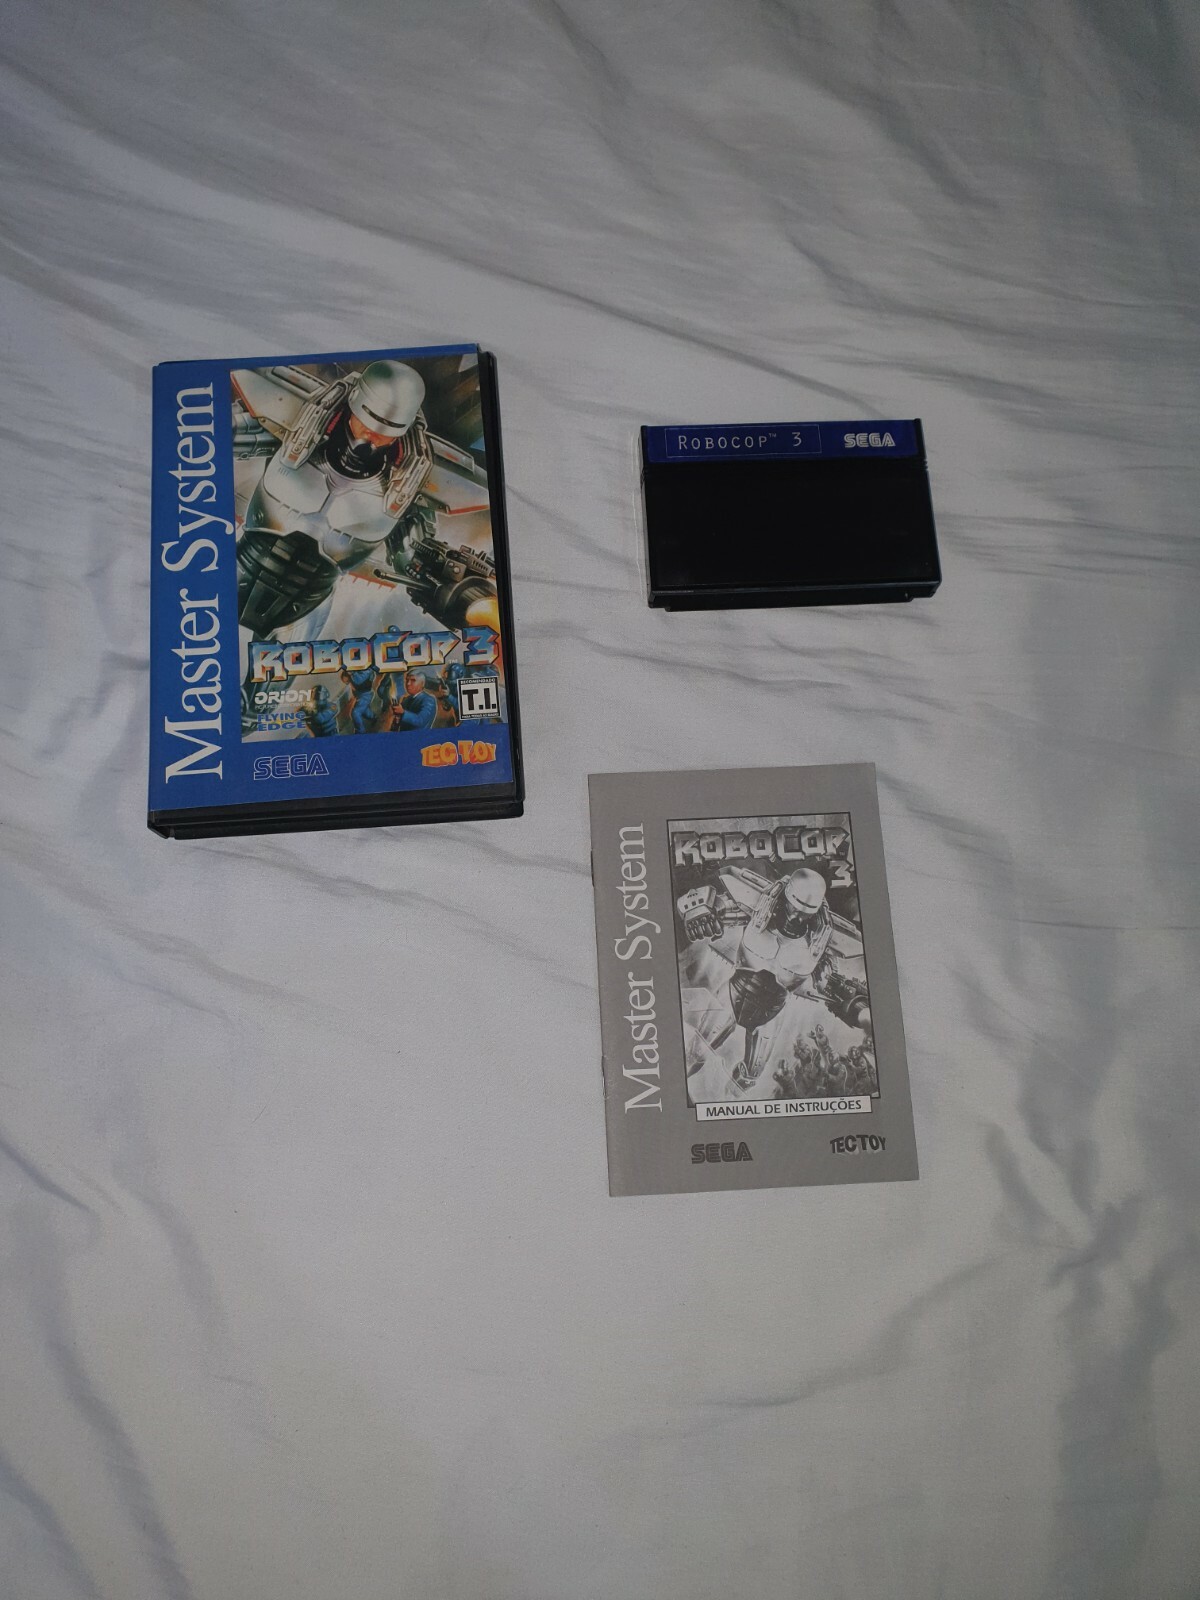 Master System
ROBOCOP 3
ORION
FLYING
EDGE
RECOMENDADO
T.I.
SEGA
TECTOY
ROBOCOP™ 3
SEGA
Master System
ROBOCOP
3
MANUAL DE INSTRUÇÕES
SEGA
TECTOY